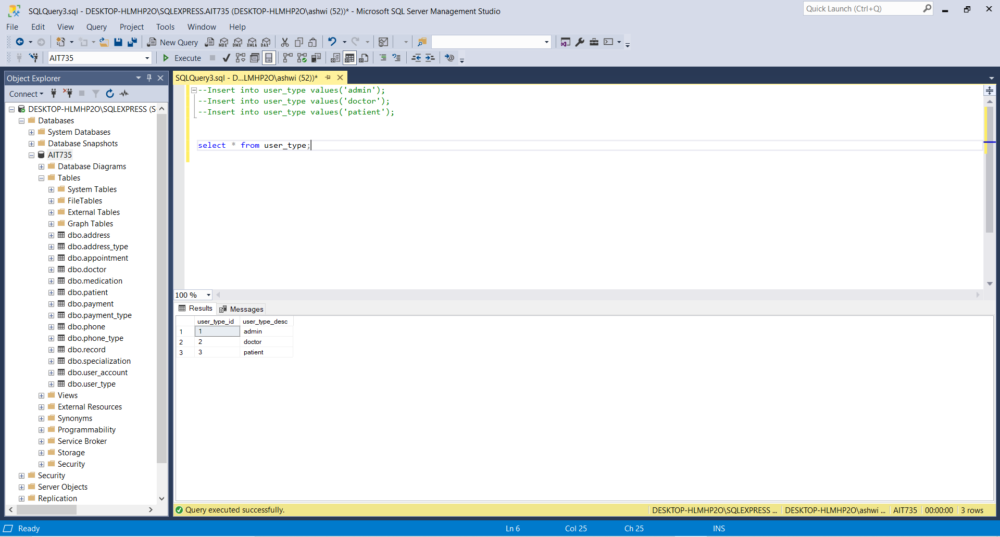 SQLQuery3.sql - DESKTOP-HLMHP2O\SQLEXPRESS.AIT735 (DESKTOP-HLMHP2O\ashwi (52))* - Microsoft SQL Server Management Studio
Quick Launch (Ctrl+Q)
File Edit View Query Project Tools Window Help
New Query MDX DMX XMLA DAX
AIT735 Execute
Object Explorer
Connect
DESKTOP-HLMHP2O\SQLEXPRESS (S
Databases
System Databases
Database Snapshots
AIT735
Database Diagrams
Tables
System Tables
FileTables
External Tables
Graph Tables
dbo.address
dbo.address_type
dbo.appointment
dbo.doctor
dbo.medication
dbo.patient
dbo.payment
dbo.payment_type
dbo.phone
dbo.phone_type
dbo.record
dbo.specialization
dbo.user_account
dbo.user_type
Views
External Resources
Synonyms
Programmability
Service Broker
Storage
Security
Security
Server Objects
Replication
SQLQuery3.sql - D...LMHP2O\ashwi (52))*
--Insert into user_type values('admin');
--Insert into user_type values('doctor');
--Insert into user_type values('patient');
select * from user_type;
100 %
Results Messages
user_type_id user_type_desc
1 1 admin
2 2 doctor
3 3 patient
Query executed successfully. DESKTOP-HLMHP2O\SQLEXPRESS ... DESKTOP-HLMHP2O\ashwi ... AIT735 00:00:00 3 rows
Ready Ln 6 Col 25 Ch 25 INS